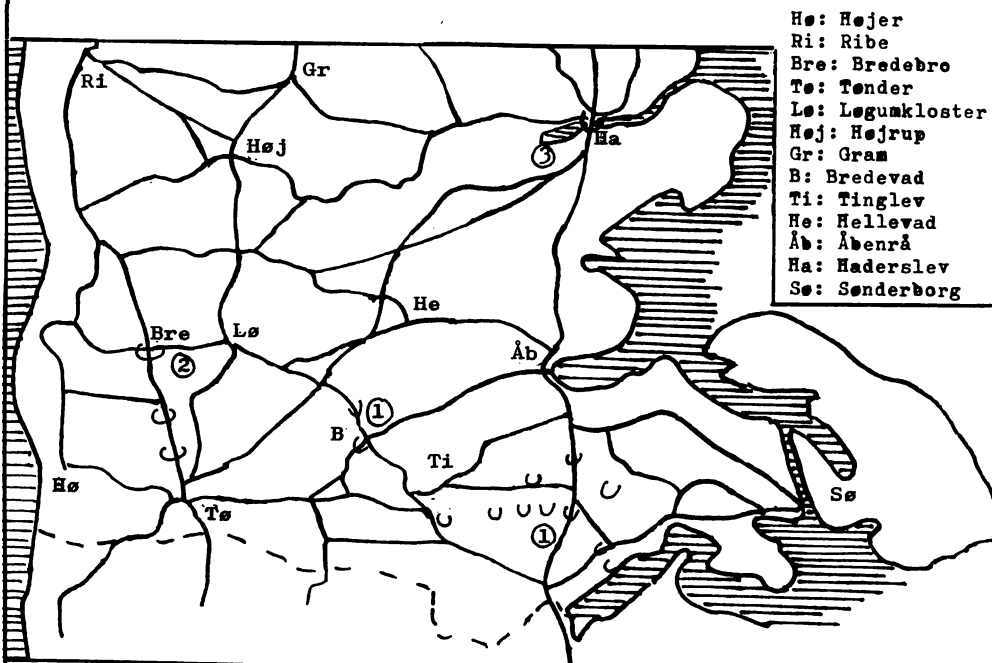 Hø: Højer
Ri: Ribe
Bre: Bredebro
Tø: Tønder
Lø: Løgumkloster
Høj: Højrup
Gr: Gram
B: Bredevad
Ti: Tinglev
He: Hellevad
Åb: Åbenrå
Ha: Haderslev
Sø: Sønderborg
Ri
Gr
Høj
Ha
③
He
Bre
Lø
②
Åb
①
B
Ti
Hø
Tø
Sø
①